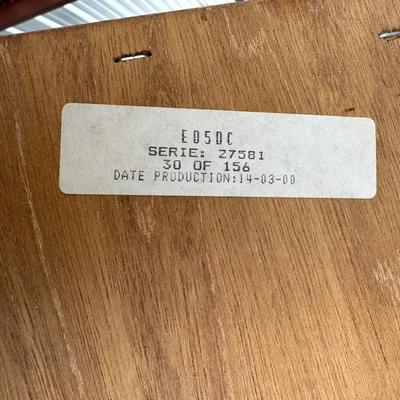 ED5DC
SERIE: 27581
30 OF 156
DATE PRODUCTION:14-03-00